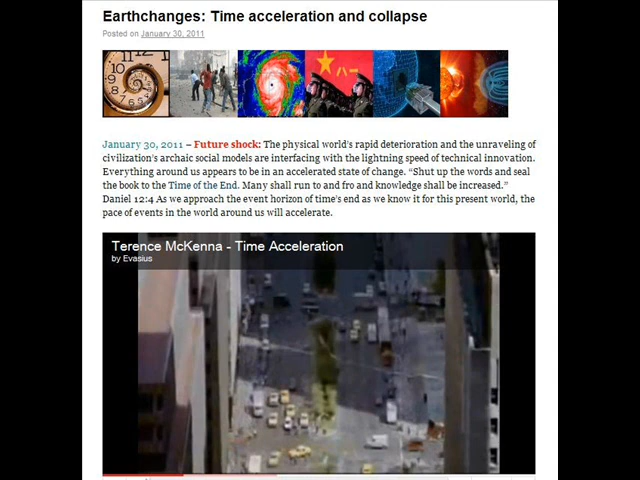 Earthchanges: Time acceleration and collapse
Posted on January 30, 2011
January 30, 2011 – Future shock: The physical world's rapid deterioration and the unraveling of
civilization's archaic social models are interfacing with the lightning speed of technical innovation.
Everything around us appears to be in an accelerated state of change. “Shut up the words and seal
the book to the Time of the End. Many shall run to and fro and knowledge shall be increased.”
Daniel 12:4 As we approach the event horizon of time's end as we know it for this present world, the
pace of events in the world around us will accelerate.
Terence McKenna - Time Acceleration
by Evasius